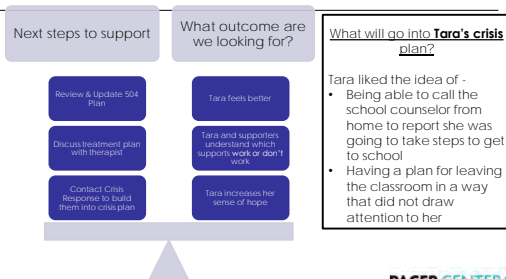 Next steps to support
What outcome are
we looking for?
Review & Update 504
Plan
Discuss treatment plan
with therapist
Contact Crisis
Response to build
them into crisis plan
Tara feels better
Tara and supporters
understand which
supports work or don't
work
Tara increases her
sense of hope
What will go into Tara's crisis
plan?
Tara liked the idea of -
• Being able to call the
school counselor from
home to report she was
going to take steps to get
to school
• Having a plan for leaving
the classroom in a way
that did not draw
attention to her
PACER CENTER